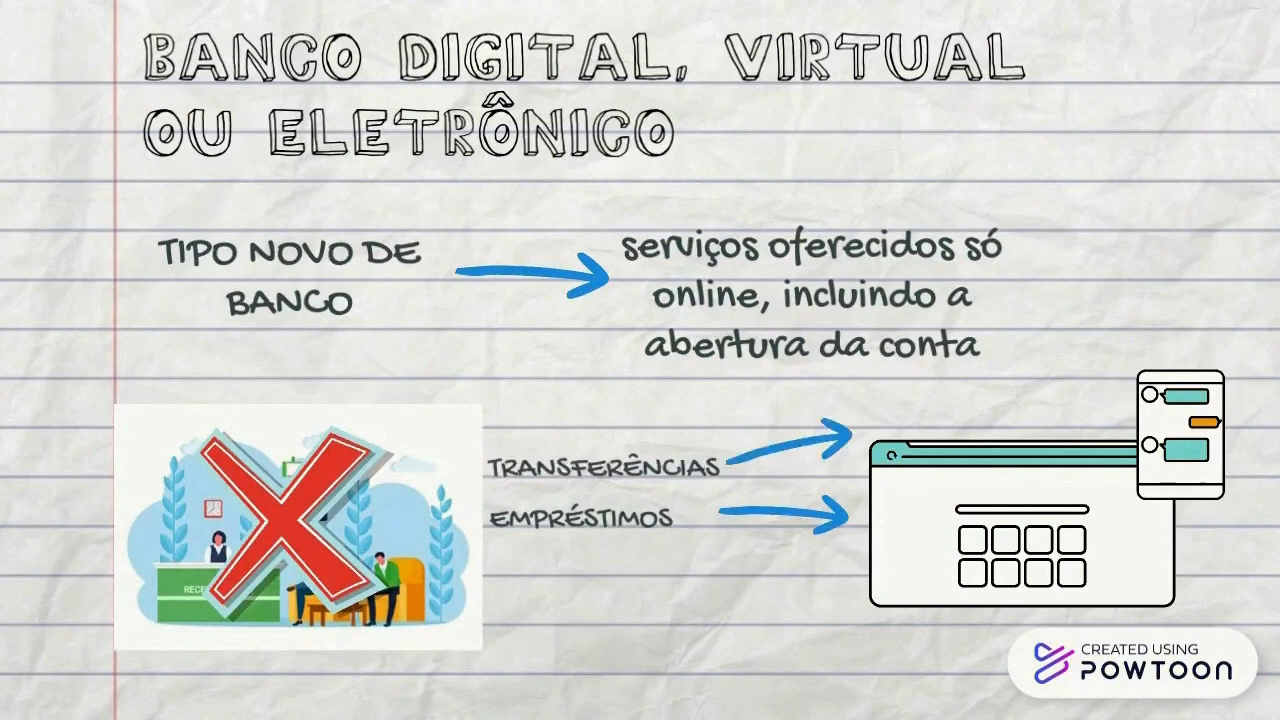 BANCO DIGITAL, VIRTUAL
OU ELETRÔNICO
TIPO NOVO DE
BANCO
serviços oferecidos só
online, incluindo a
abertura da conta
TRANSFERÊNCIAS
EMPRÉSTIMOS
RECE
CREATED USING
POWTOON